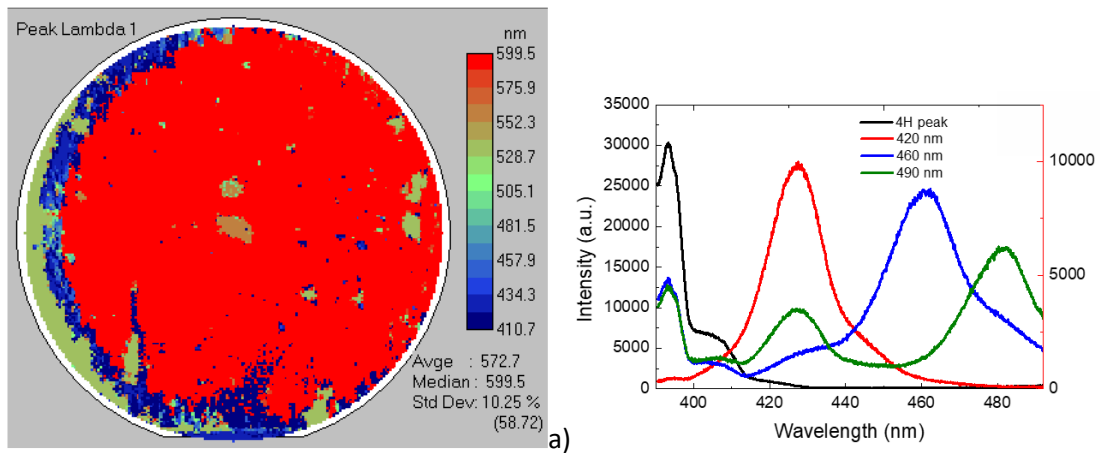 Peak Lambda 1
nm
599.5
575.9
552.3
528.7
505.1
481.5
457.9
434.3
410.7
Avge : 572.7
Median : 599.5
Std Dev: 10.25 %
(58.72)
a)
35000
30000
25000
20000
15000
10000
5000
0
Intensity (a.u.)
4H peak
420 nm
460 nm
490 nm
10000
5000
0
400 420 440 460 480
Wavelength (nm)